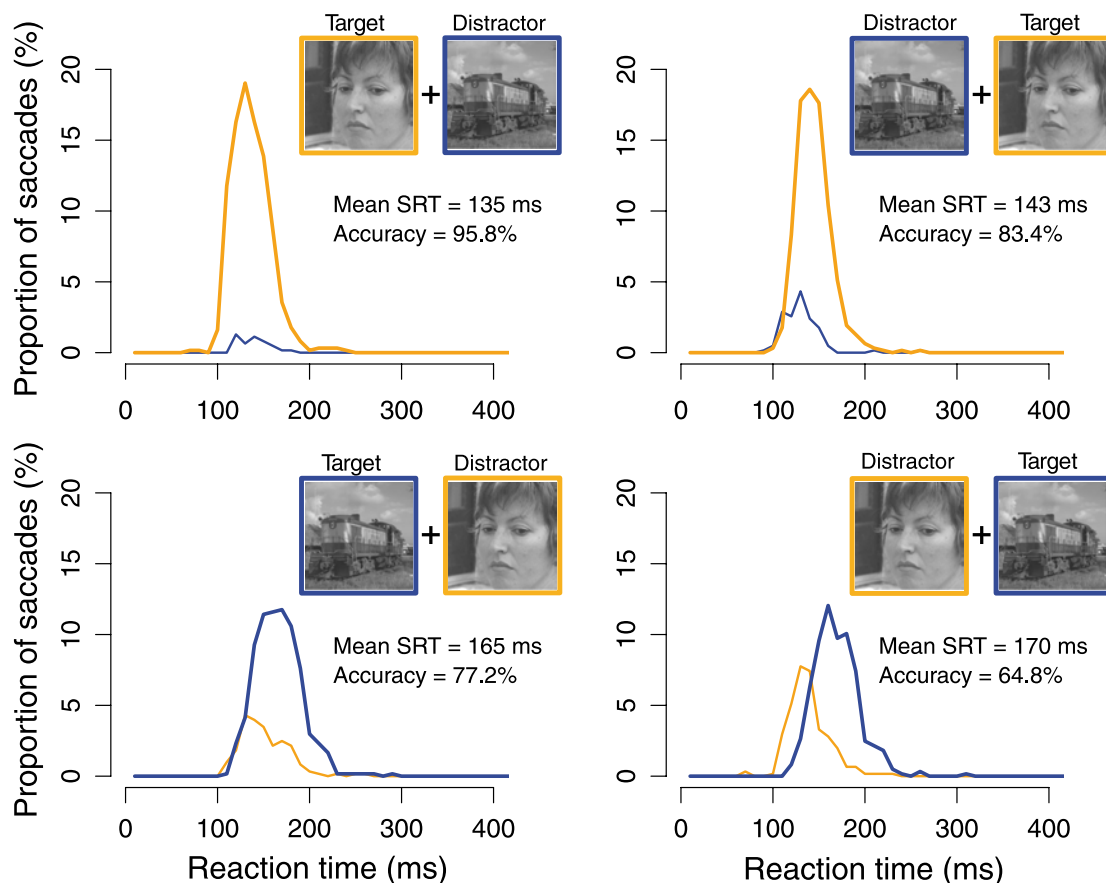 Target Distractor
Distractor Target
Proportion of saccades (%)
20
15
10
5
0
+
Mean SRT = 135 ms
Accuracy = 95.8%
0 100 200 300 400
20
15
10
5
0
+
Mean SRT = 143 ms
Accuracy = 83.4%
0 100 200 300 400
Target Distractor
Distractor Target
Proportion of saccades (%)
20
15
10
5
0
+
Mean SRT = 165 ms
Accuracy = 77.2%
0 100 200 300 400
Reaction time (ms)
20
15
10
5
0
+
Mean SRT = 170 ms
Accuracy = 64.8%
0 100 200 300 400
Reaction time (ms)